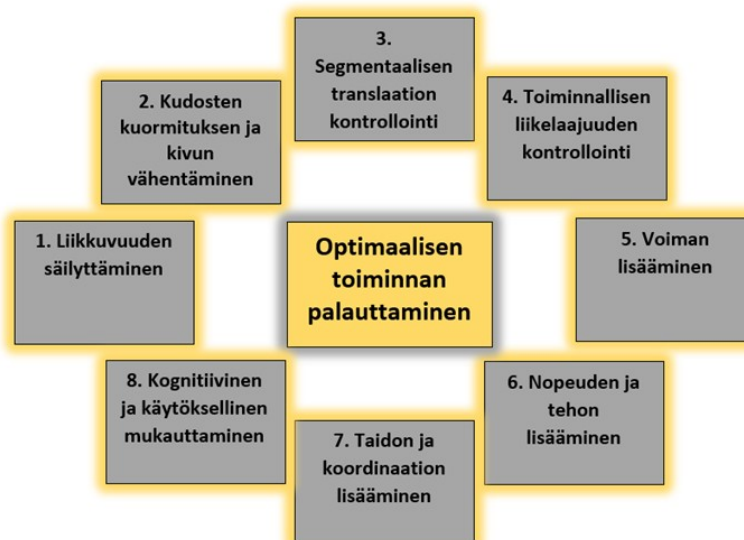 3.
Segmentaalisen
translaation
kontrollointi
2. Kudosten
kuormituksen ja
kivun
vähentäminen
4. Toiminnallisen
liikelaajuuden
kontrollointi
1. Liikkuvuuden
säilyttäminen
Optimaalisen
toiminnan
palauttaminen
5. Voiman
lisääminen
8. Kognitiivinen
ja käytöksellinen
mukauttaminen
6. Nopeuden ja
tehon
lisääminen
7. Taidon ja
koordinaation
lisääminen